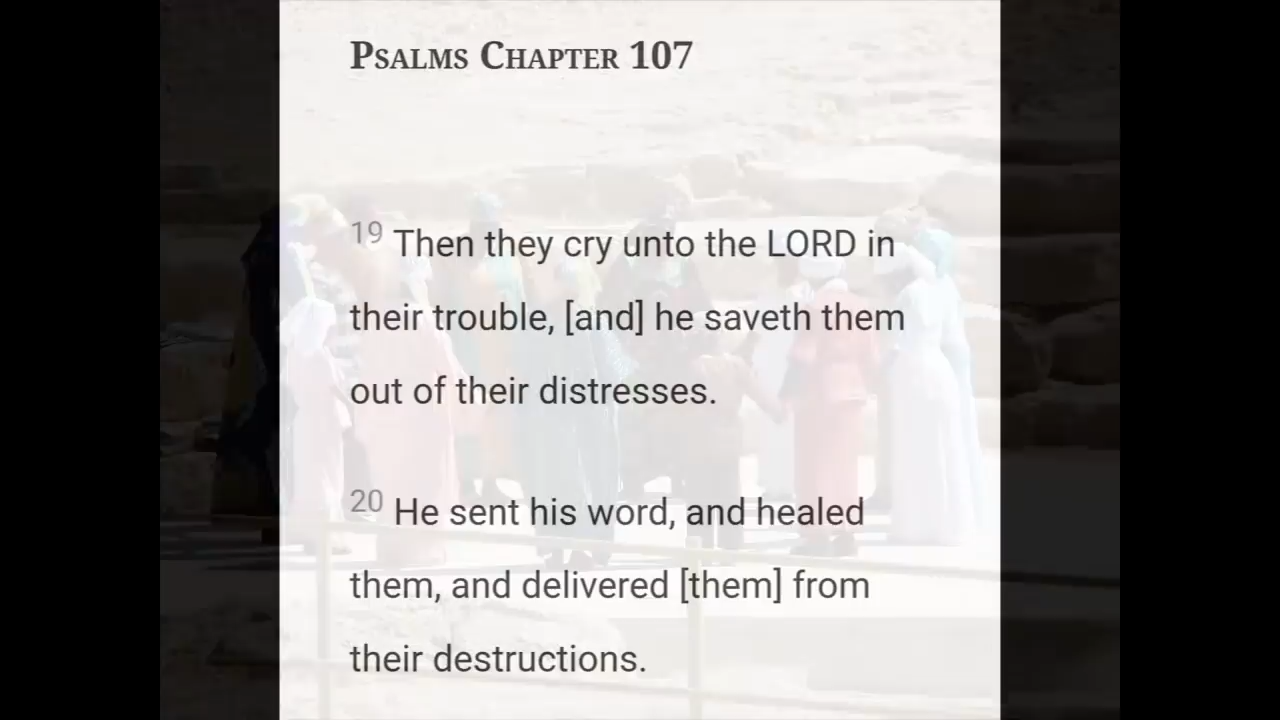 Psalms Chapter 107
19 Then they cry unto the LORD in
their trouble, [and] he saveth them
out of their distresses.
20 He sent his word, and healed
them, and delivered [them] from
their destructions.